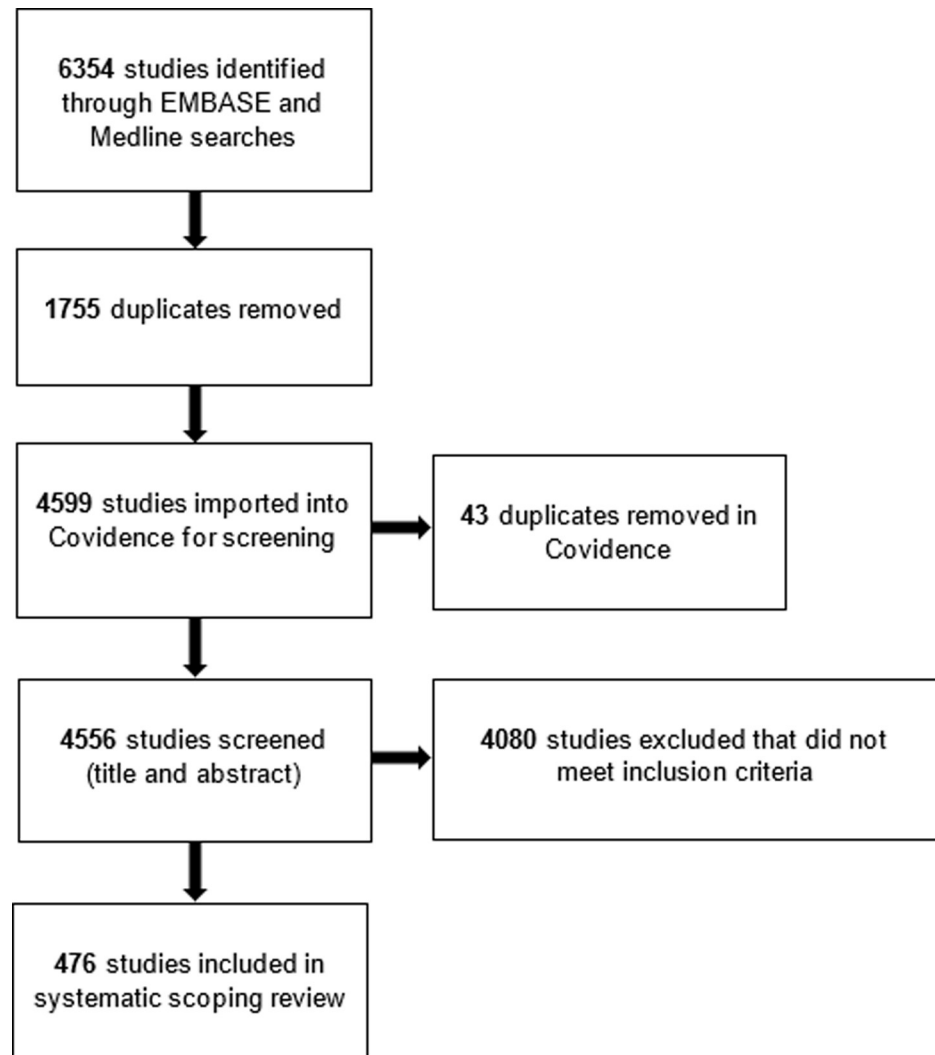 6354 studies identified
through EMBASE and
Medline searches
1755 duplicates removed
4599 studies imported into
Covidence for screening
43 duplicates removed in
Covidence
4556 studies screened
(title and abstract)
4080 studies excluded that did not
meet inclusion criteria
476 studies included in
systematic scoping review